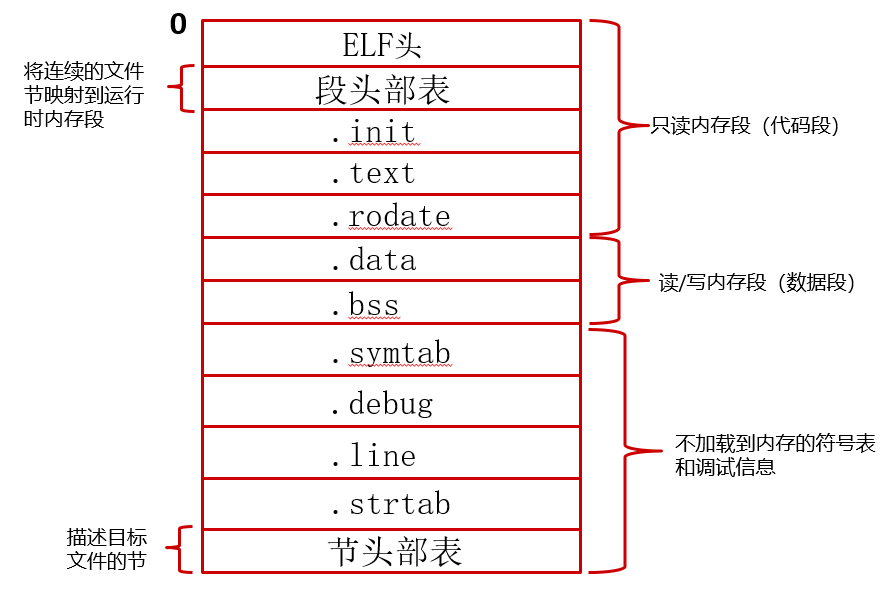 0
ELF头
将连续的文件
节映射到运行
时内存段
段头部表
.init
.text
.rodate
只读内存段（代码段）
.data
.bss
读/写内存段（数据段）
.symtab
.debug
.line
.strtab
不加载到内存的符号表
和调试信息
描述目标
文件的节
节头部表